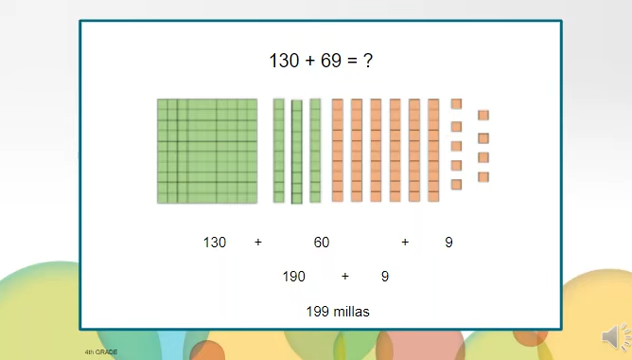 130 + 69 = ?
130 + 60 + 9
190 + 9
199 millas
4th GRADE